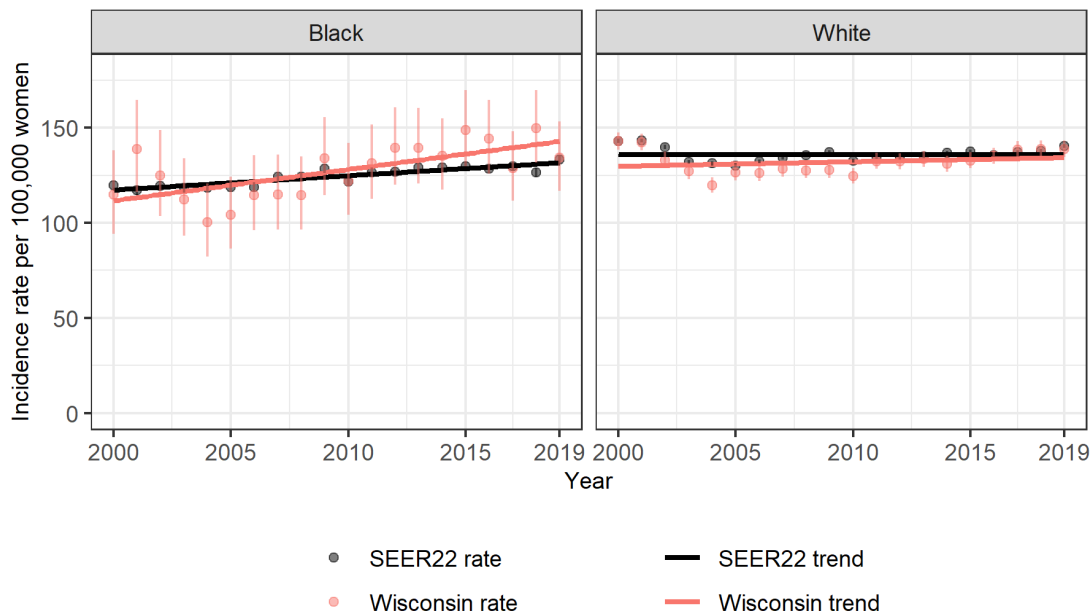 Black
White
Incidence rate per 100,000 women
150
100
50
0
2000
2005
2010
2015
2019
2000
2005
2010
2015
2019
Year
SEER22 rate
SEER22 trend
Wisconsin rate
Wisconsin trend